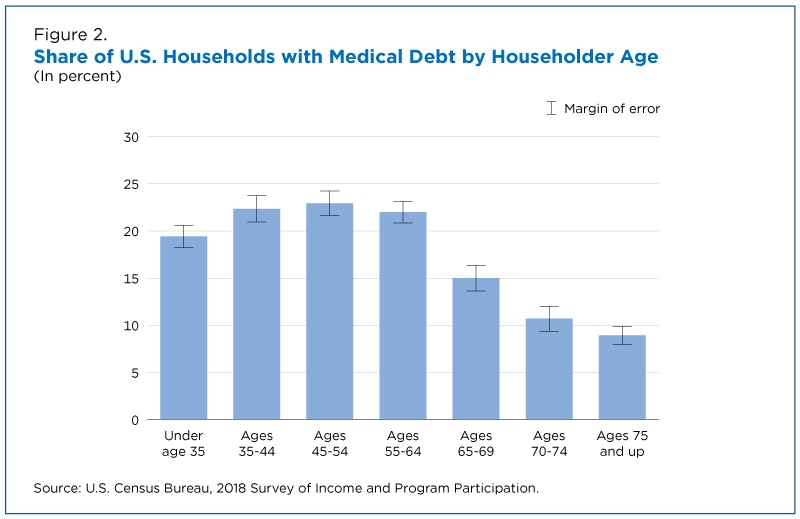 Figure 2.
Share of U.S. Households with Medical Debt by Householder Age
(In percent)
Margin of error
30
25
20
15
10
5
0
Under
age 35
Ages
35-44
Ages
45-54
Ages
55-64
Ages
65-69
Ages
70-74
Ages 75
and up
Source: U.S. Census Bureau, 2018 Survey of Income and Program Participation.